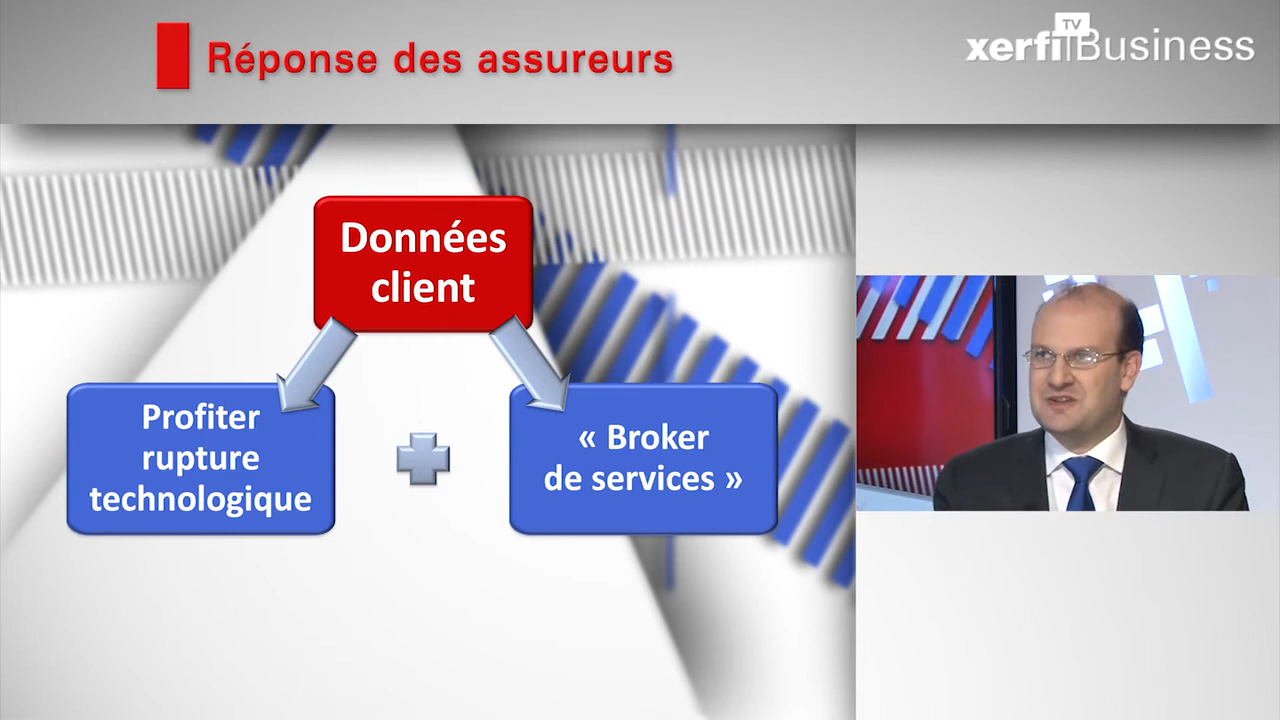 Réponse des assureurs
TV
xerfi Business
Données
client
Profiter
rupture
technologique
« Broker
de services »